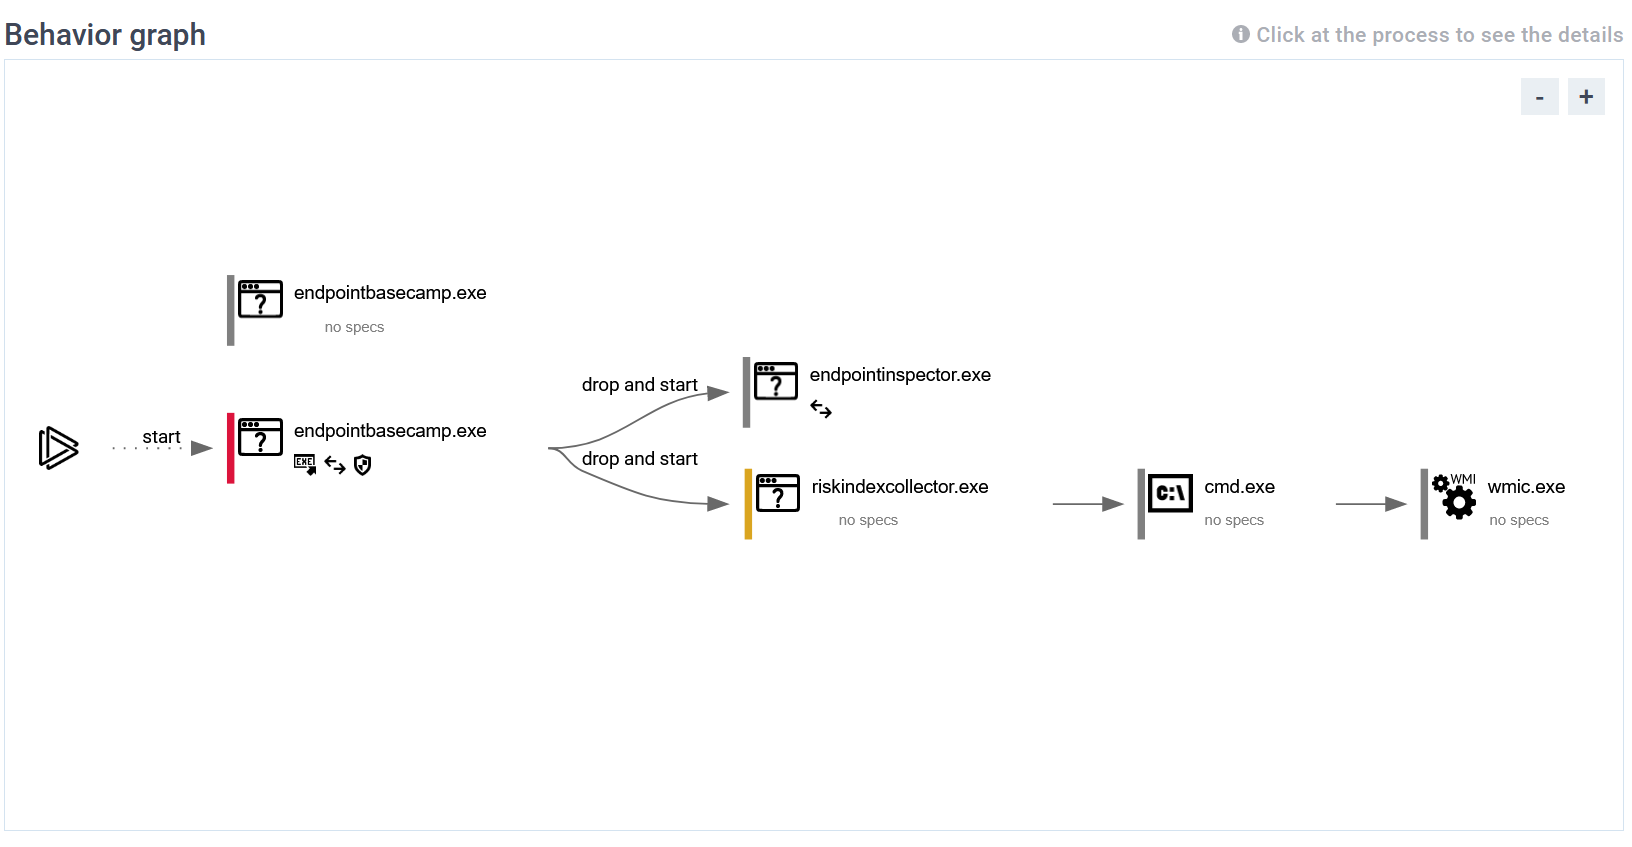 Behavior graph
Click at the process to see the details
- +
endpointbasecamp.exe
no specs
start
endpointbasecamp.exe
EXE
drop and start
endpointinspector.exe
drop and start
riskindexcollector.exe
no specs
C:\
cmd.exe
no specs
WMI
wmic.exe
no specs